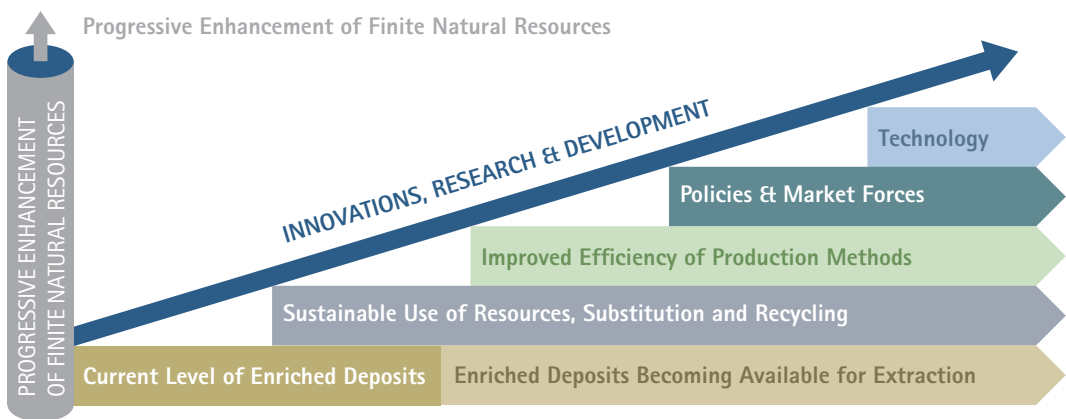 Progressive Enhancement of Finite Natural Resources
PROGRESSIVE ENHANCEMENT
OF FINITE NATURAL RESOURCES
INNOVATIONS, RESEARCH & DEVELOPMENT
Technology
Policies & Market Forces
Improved Efficiency of Production Methods
Sustainable Use of Resources, Substitution and Recycling
Current Level of Enriched Deposits
Enriched Deposits Becoming Available for Extraction